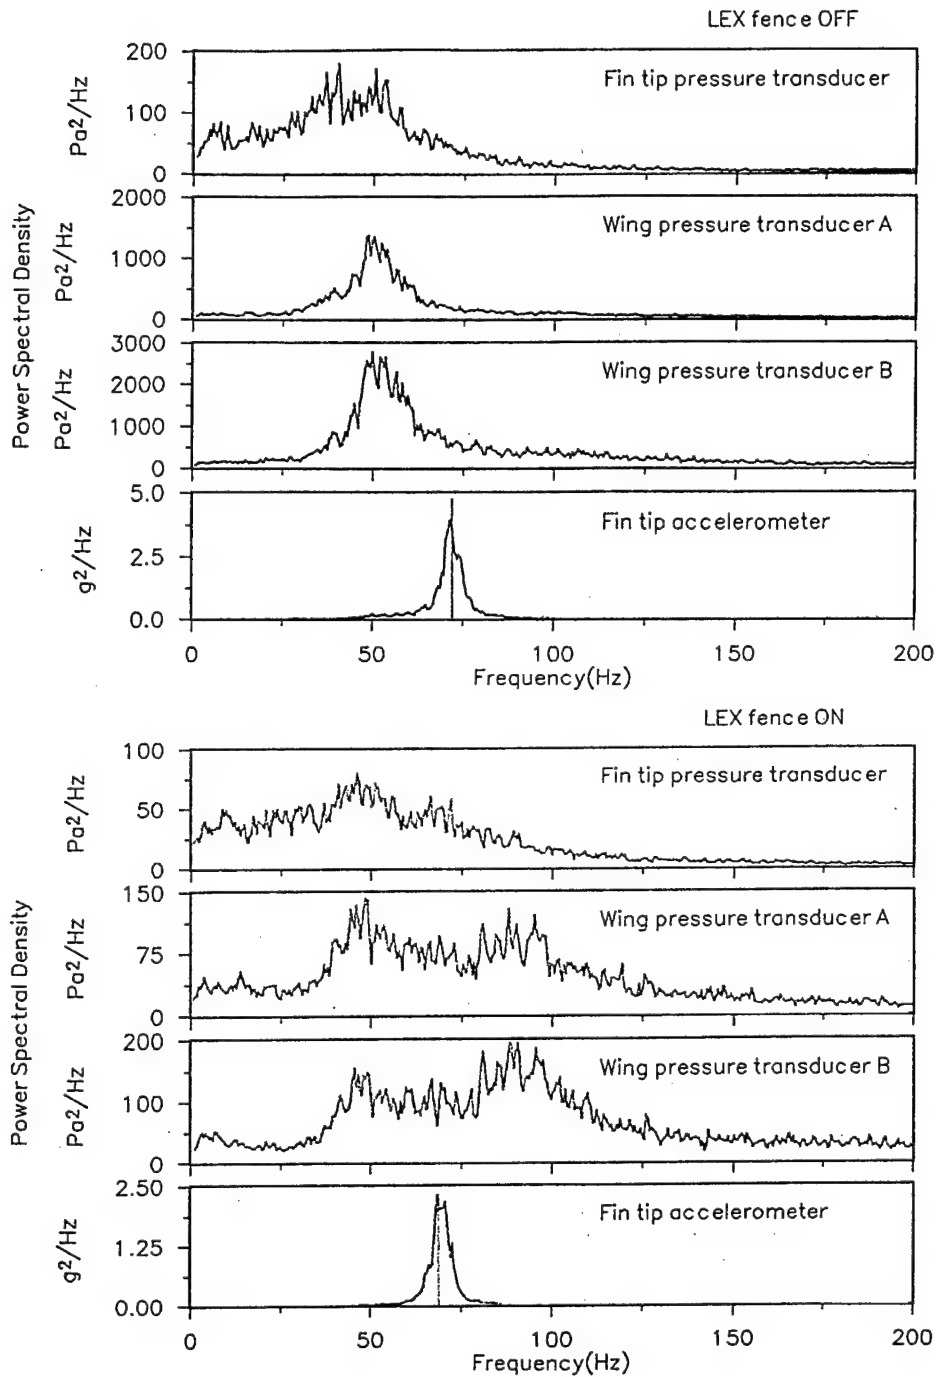 LEX fence OFF
200
100
0
Pa2/Hz
Fin tip pressure transducer
2000
1000
0
Pa2/Hz
Wing pressure transducer A
Power Spectral Density
3000
2000
1000
0
Pa2/Hz
Wing pressure transducer B
5.0
2.5
0.0
g2/Hz
Fin tip accelerometer
0 50 100 150 200
Frequency(Hz)
LEX fence ON
100
50
0
Pa2/Hz
Fin tip pressure transducer
150
75
0
Pa2/Hz
Wing pressure transducer A
Power Spectral Density
200
100
0
Pa2/Hz
Wing pressure transducer B
2.50
1.25
0.00
g2/Hz
Fin tip accelerometer
0 50 100 150 200
Frequency(Hz)